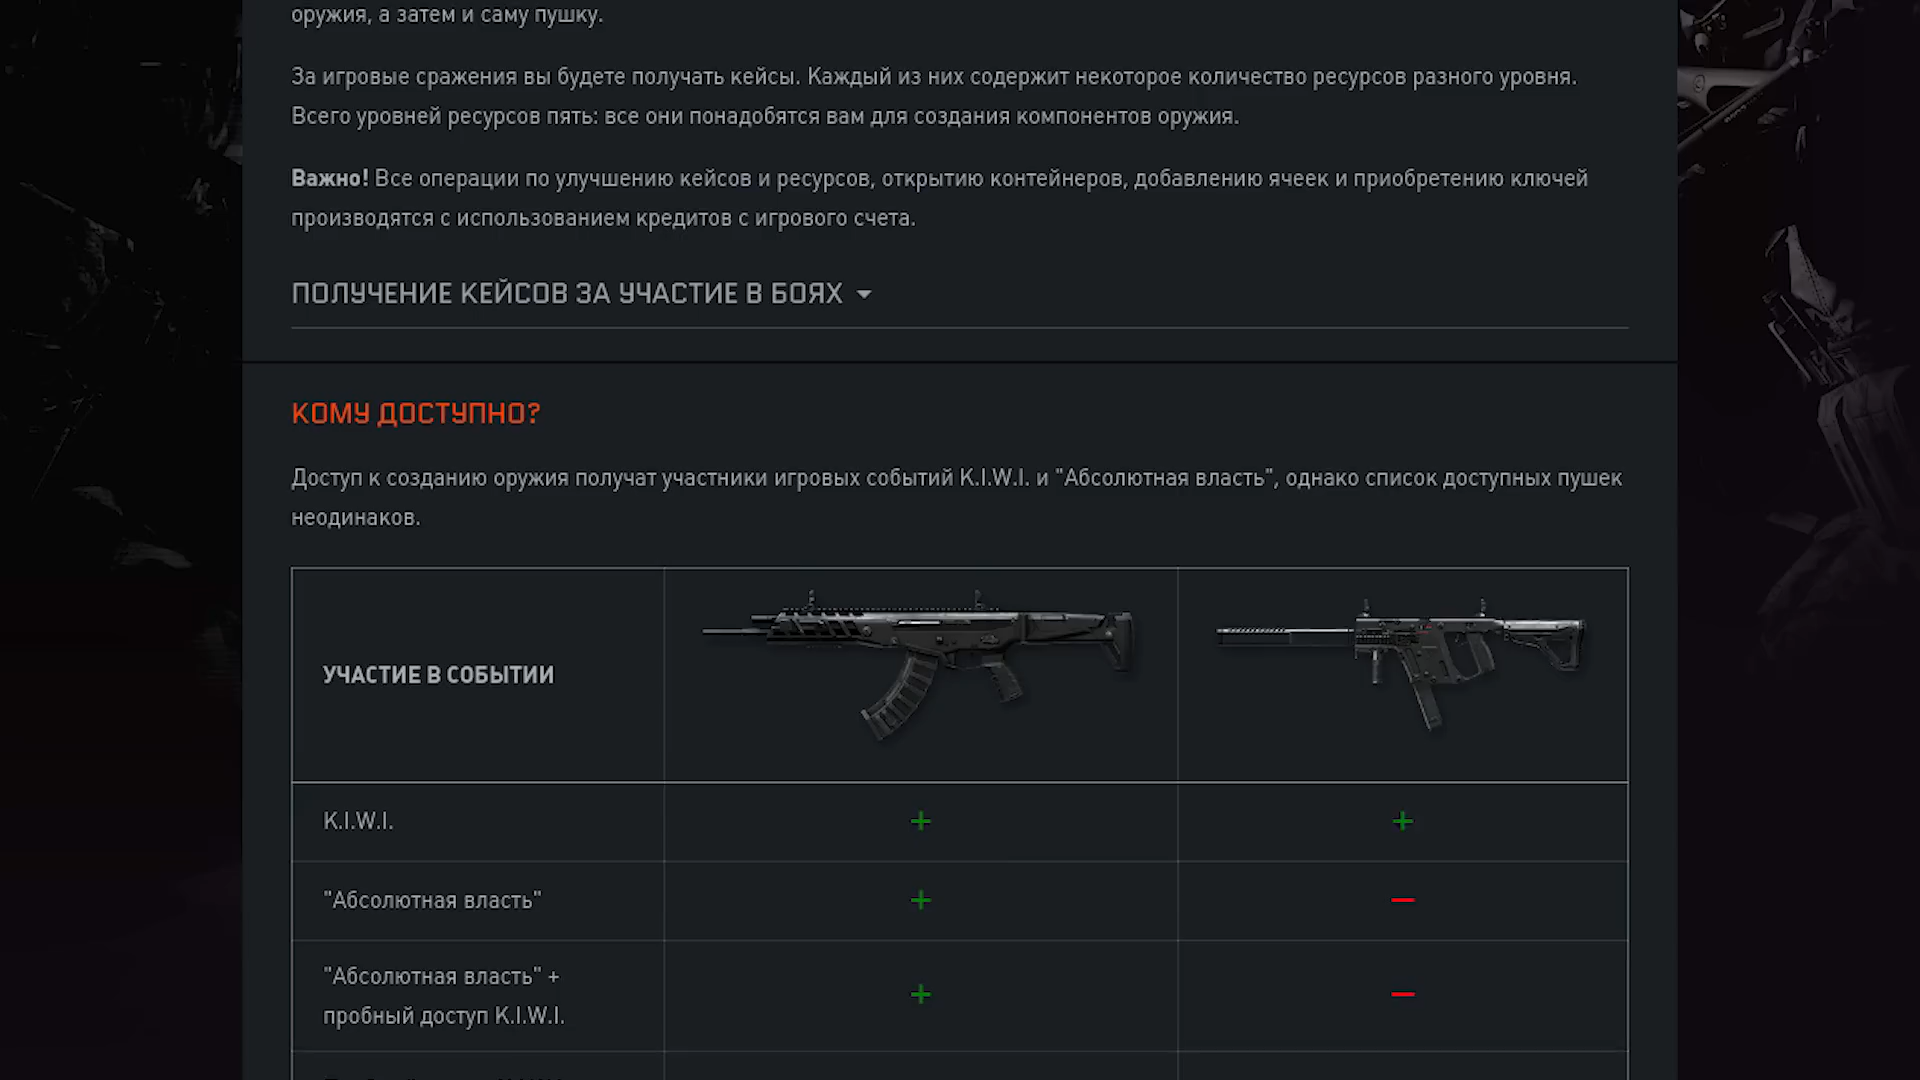 оружия, а затем и саму пушку.
За игровые сражения вы будете получать кейсы. Каждый из них содержит некоторое количество ресурсов разного уровня.
Всего уровней ресурсов пять: все они понадобятся вам для создания компонентов оружия.
Важно! Все операции по улучшению кейсов и ресурсов, открытию контейнеров, добавлению ячеек и приобретению ключей
производятся с использованием кредитов с игрового счета.
ПОЛУЧЕНИЕ КЕЙСОВ ЗА УЧАСТИЕ В БОЯХ
КОМУ ДОСТУПНО?
Доступ к созданию оружия получат участники игровых событий K.I.W.I. и "Абсолютная власть", однако список доступных пушек
неодинаков.
УЧАСТИЕ В СОБЫТИИ
K.I.W.I. + +
"Абсолютная власть" + —
"Абсолютная власть" + + —
пробный доступ K.I.W.I.